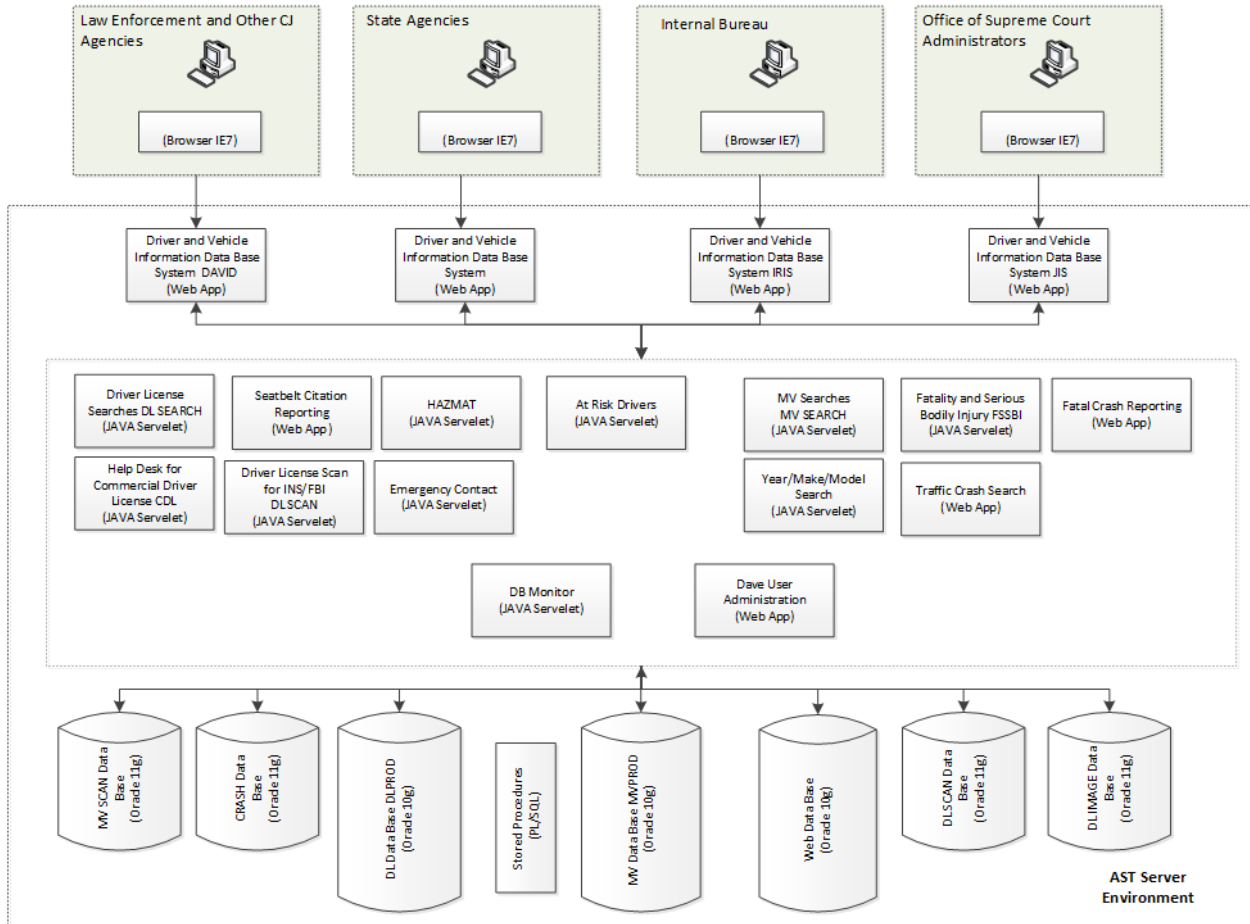 Law Enforcement and Other CJ
Agencies
(Browser IE7)
State Agencies
(Browser IE7)
Internal Bureau
(Browser IE7)
Office of Supreme Court
Administrators
(Browser IE7)
Driver and Vehicle
Information Data Base
System DAVID
(Web App)
Driver and Vehicle
Information Data Base
System
(Web App)
Driver and Vehicle
Information Data Base
System IRIS
(Web App)
Driver and Vehicle
Information Data Base
System JIS
(Web App)
Driver License
Searches DL SEARCH
(JAVA Servelet)
Seatbelt Citation
Reporting
(Web App)
HAZMAT
(JAVA Servelet)
At Risk Drivers
(JAVA Servelet)
MV Searches
MV SEARCH
(JAVA Servelet)
Fatality and Serious
Bodily Injury FSSBI
(JAVA Servelet)
Fatal Crash Reporting
(Web App)
Help Desk for
Commercial Driver
License CDL
(JAVA Servelet)
Driver License Scan
for INS/FBI
DLSCAN
(JAVA Servelet)
Emergency Contact
(JAVA Servelet)
Year/Make/Model
Search
(JAVA Servelet)
Traffic Crash Search
(Web App)
DB Monitor
(JAVA Servelet)
Dave User
Administration
(Web App)
MV SCAN Data
Base
(Oracle 11g)
CRASH Data
Base
(Oracle 11g)
DL Data Base DLPROD
(Oracle 10g)
Stored Procedures
(PL/SQL)
MV Data Base MVPROD
(Oracle 10g)
Web Data Base
(Oracle 10g)
DLSCAN Data
Base
(Oracle 11g)
DLIMAGE Data
Base
(Oracle 11g)
AST Server
Environment